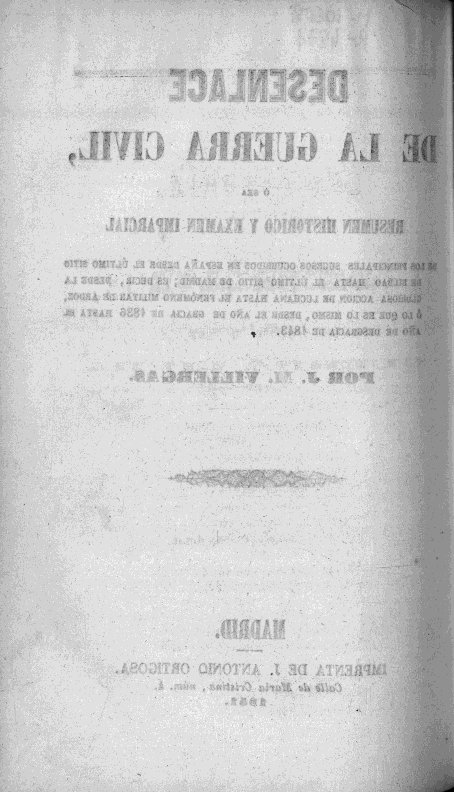 DESENLACE
DE LA GUERRA CIVIL,
Ó SEA
RESUMEN HISTORICO Y EXAMEN IMPARCIAL
DE LOS PRINCIPALES SUCESOS OCURRIDOS EN ESPAÑA DESDE EL ÚLTIMO SITIO
DE BILBAO HASTA EL ÚLTIMO SITIO DE MADRID; ES DECIR, DESDE LA
GLORIOSA ACCION DE LUCHANA HASTA EL FENÓMENO MILITAR DE ARDOZ,
Ó LO QUE ES LO MISMO, DESDE EL AÑO DE GRACIA DE 1836 HASTA EL
AÑO DE DESGRACIA DE 1843.
POR J. M. VILLERGAS.
MADRID.
IMPRENTA DE J. ANTONIO ORTIGOSA.
Calle de María Cristina, núm. 4.
1851.